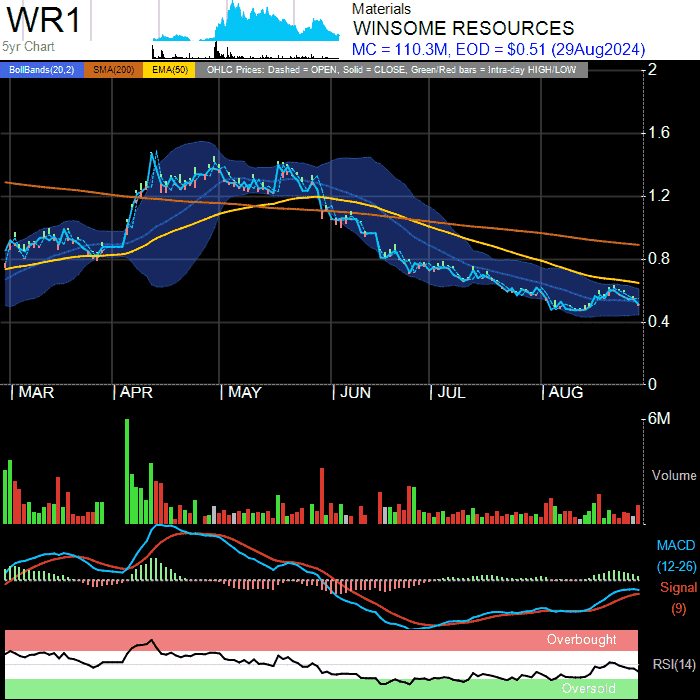 WR1
5yr Chart
Materials
WINSOME RESOURCES
MC = 110.3M, EOD = $0.51 (29Aug2024)
BollBands(20,2) SMA(200) EMA(50) OHLC Prices: Dashed = OPEN, Solid = CLOSE, Green/Red bars = Intra-day HIGH/LOW
2
1.6
1.2
0.8
0.4
0
MAR APR MAY JUN JUL AUG
6M
Volume
MACD
(12-26)
Signal
(9)
Overbought
RSI(14)
Oversold